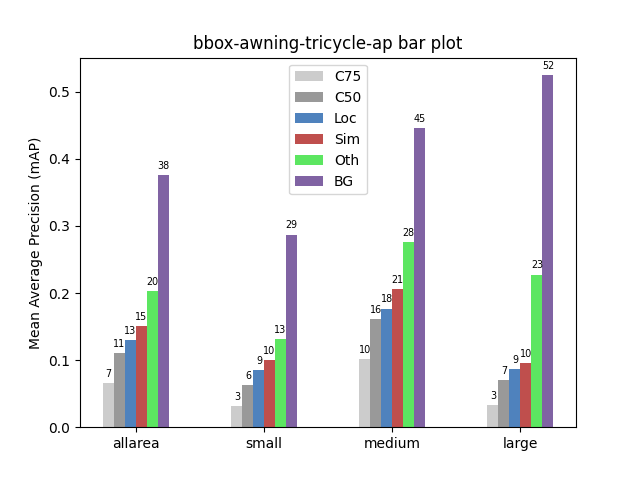 bbox-awning-tricycle-ap bar plot
Mean Average Precision (mAP)
0.5
0.4
0.3
0.2
0.1
0.0
C75
C50
Loc
Sim
Oth
BG
7
11
13
15
20
38
3
6
9
10
13
29
10
16
18
21
28
45
3
7
9
10
23
52
allarea
small
medium
large